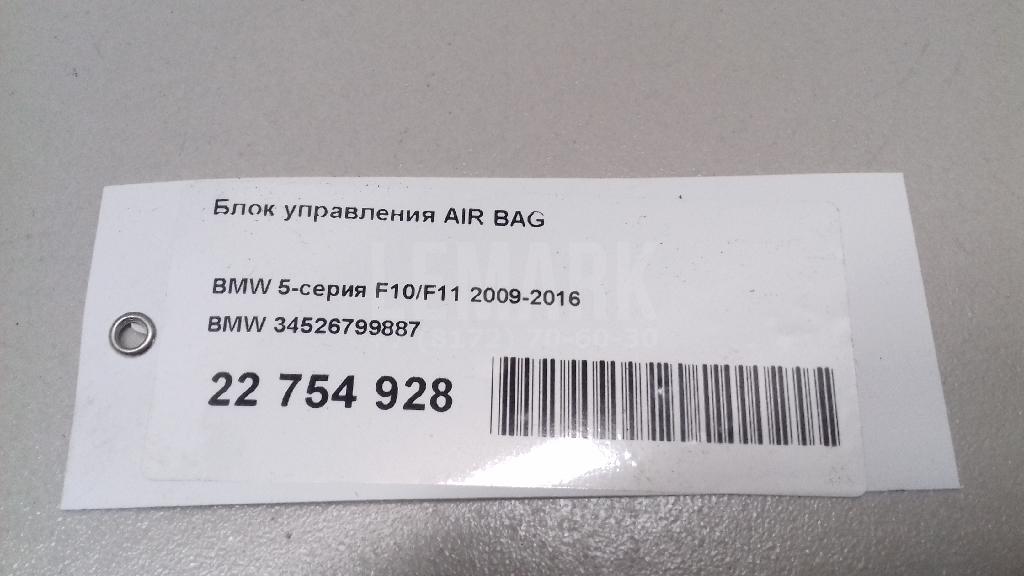 Блок управления AIR BAG
LEMARK
BMW 5-серия F10/F11 2009-2016
BMW 34526799887
(8172) 70-60-30
22 754 928